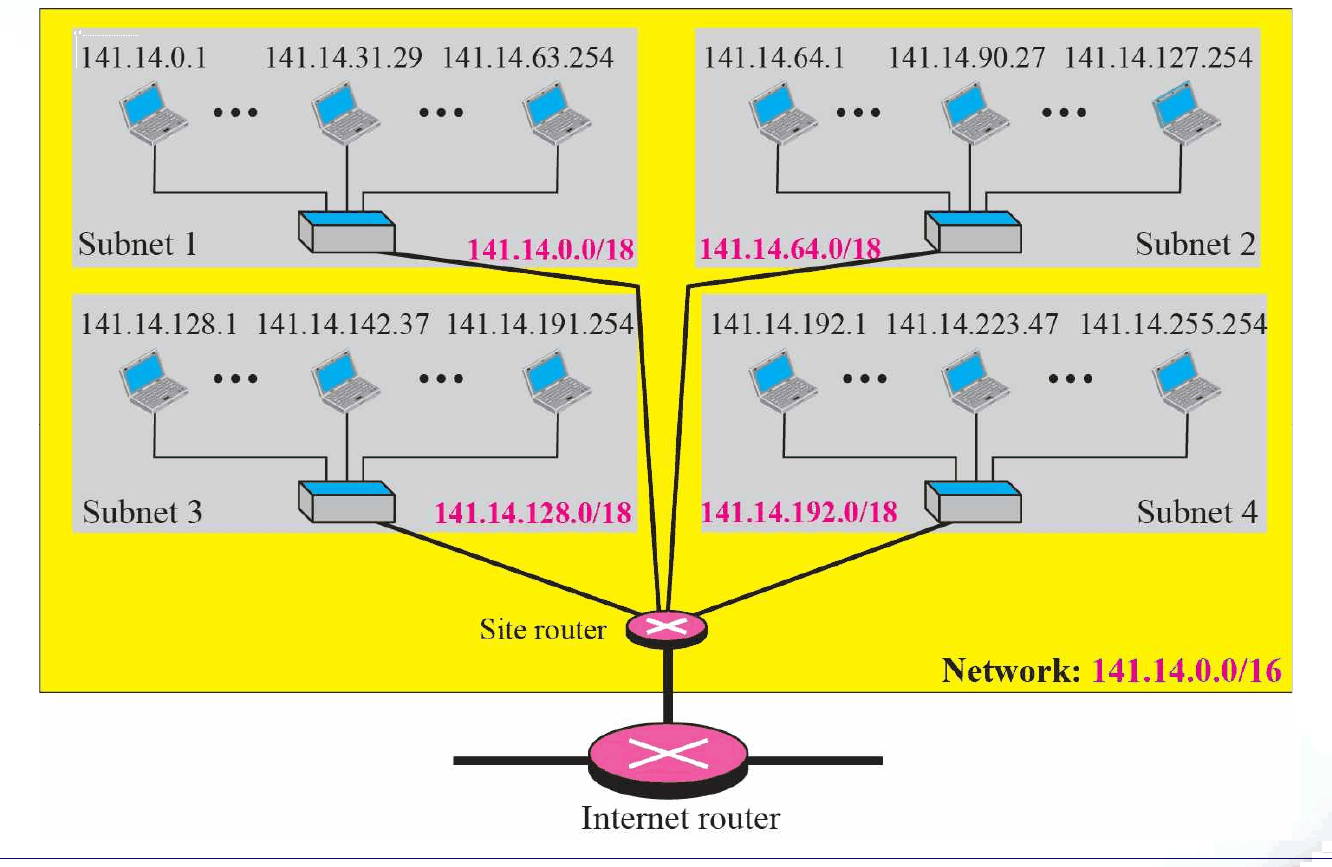 141.14.0.1 141.14.31.29 141.14.63.254
Subnet 1 141.14.0.0/18
141.14.64.1 141.14.90.27 141.14.127.254
141.14.64.0/18 Subnet 2
141.14.128.1 141.14.142.37 141.14.191.254
Subnet 3 141.14.128.0/18
141.14.192.1 141.14.223.47 141.14.255.254
141.14.192.0/18 Subnet 4
Site router
Network: 141.14.0.0/16
Internet router